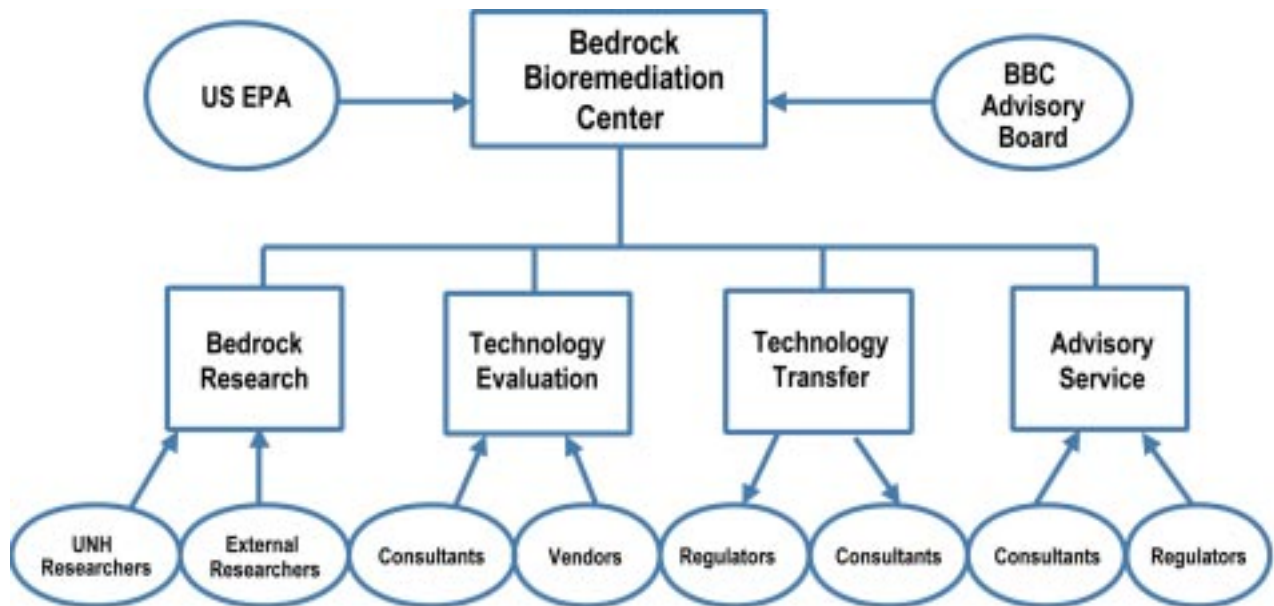 US EPA
Bedrock
Bioremediation
Center
BBC
Advisory
Board
Bedrock
Research
Technology
Evaluation
Technology
Transfer
Advisory
Service
UNH
Researchers
External
Researchers
Consultants
Vendors
Regulators
Consultants
Consultants
Regulators